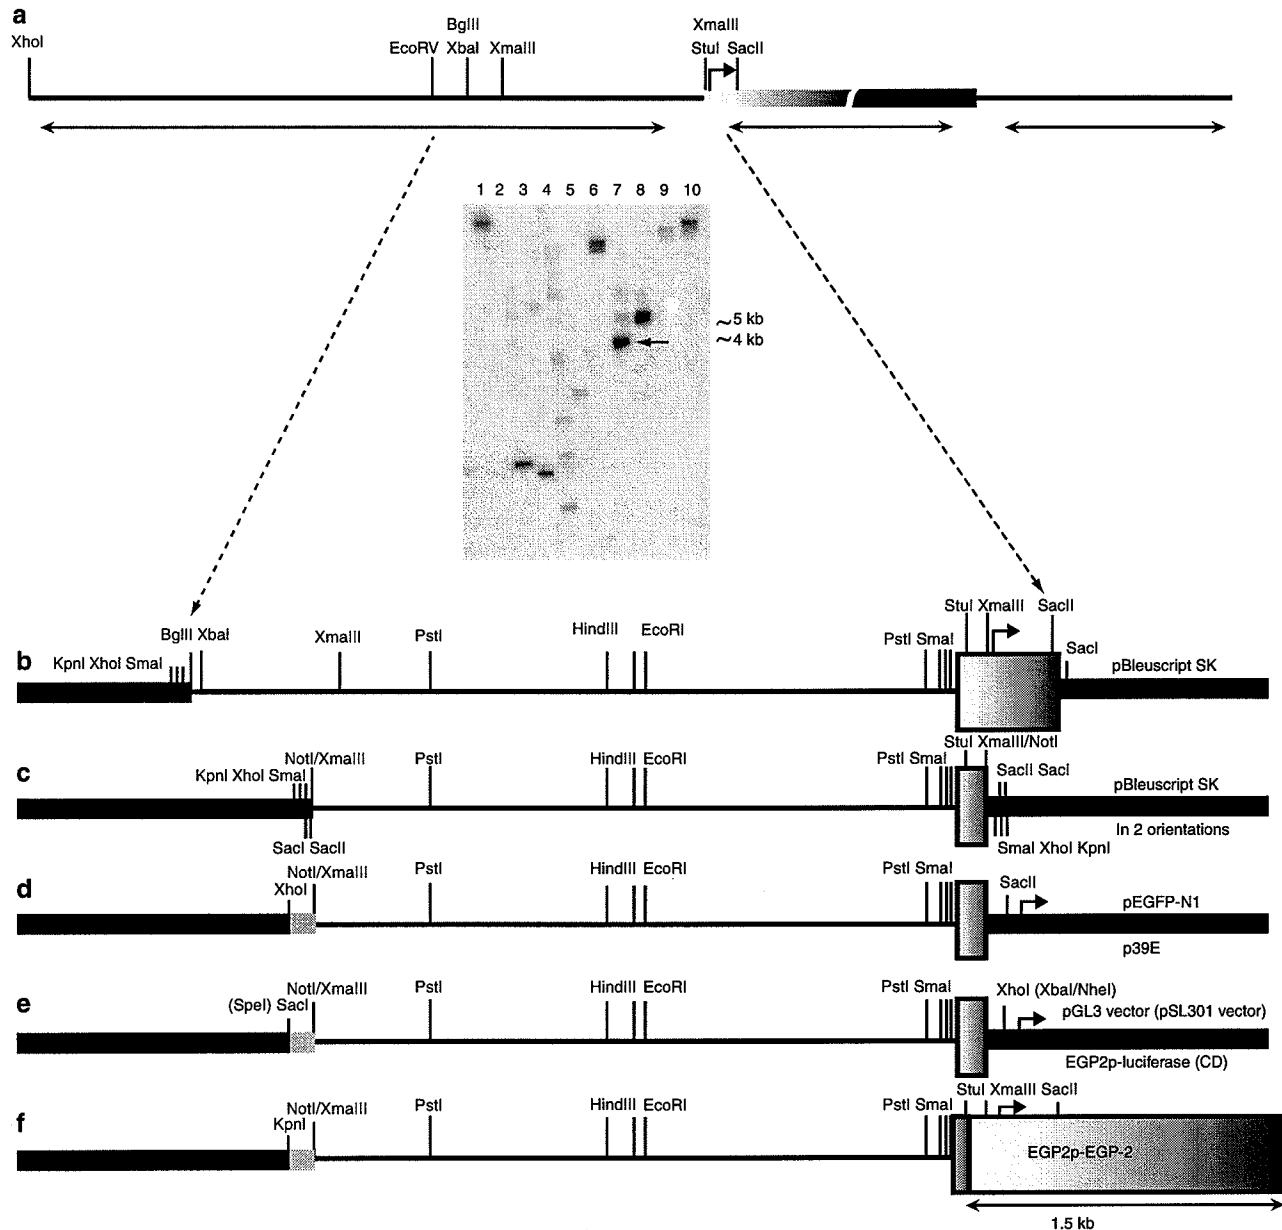 a
XhoI
EcoRV
BglII
XbaI
XmaIII
XmaIII
StuI
SacII
1 2 3 4 5 6 7 8 9 10
~5 kb
~4 kb
b
KpnI XhoI SmaI
BglII XbaI
XmaIII
PstI
HindIII
EcoRI
PstI SmaI
StuI XmaIII
SacII
SacI
pBleuscript SK
c
KpnI XhoI SmaI
NotI/XmaIII
SacI SacII
PstI
HindIII
EcoRI
PstI SmaI
StuI XmaIII/NotI
SacII SacI
pBleuscript SK
In 2 orientations
SmaI XhoI KpnI
d
XhoI
NotI/XmaIII
PstI
HindIII
EcoRI
PstI SmaI
SacII
pEGFP-N1
p39E
e
(SpeI) SacI
NotI/XmaIII
PstI
HindIII
EcoRI
PstI SmaI
XhoI (XbaI/NheI)
pGL3 vector (pSL301 vector)
EGP2p-luciferase (CD)
f
KpnI
NotI/XmaIII
PstI
HindIII
EcoRI
PstI SmaI
StuI XmaIII SacII
EGP2p-EGP-2
1.5 kb